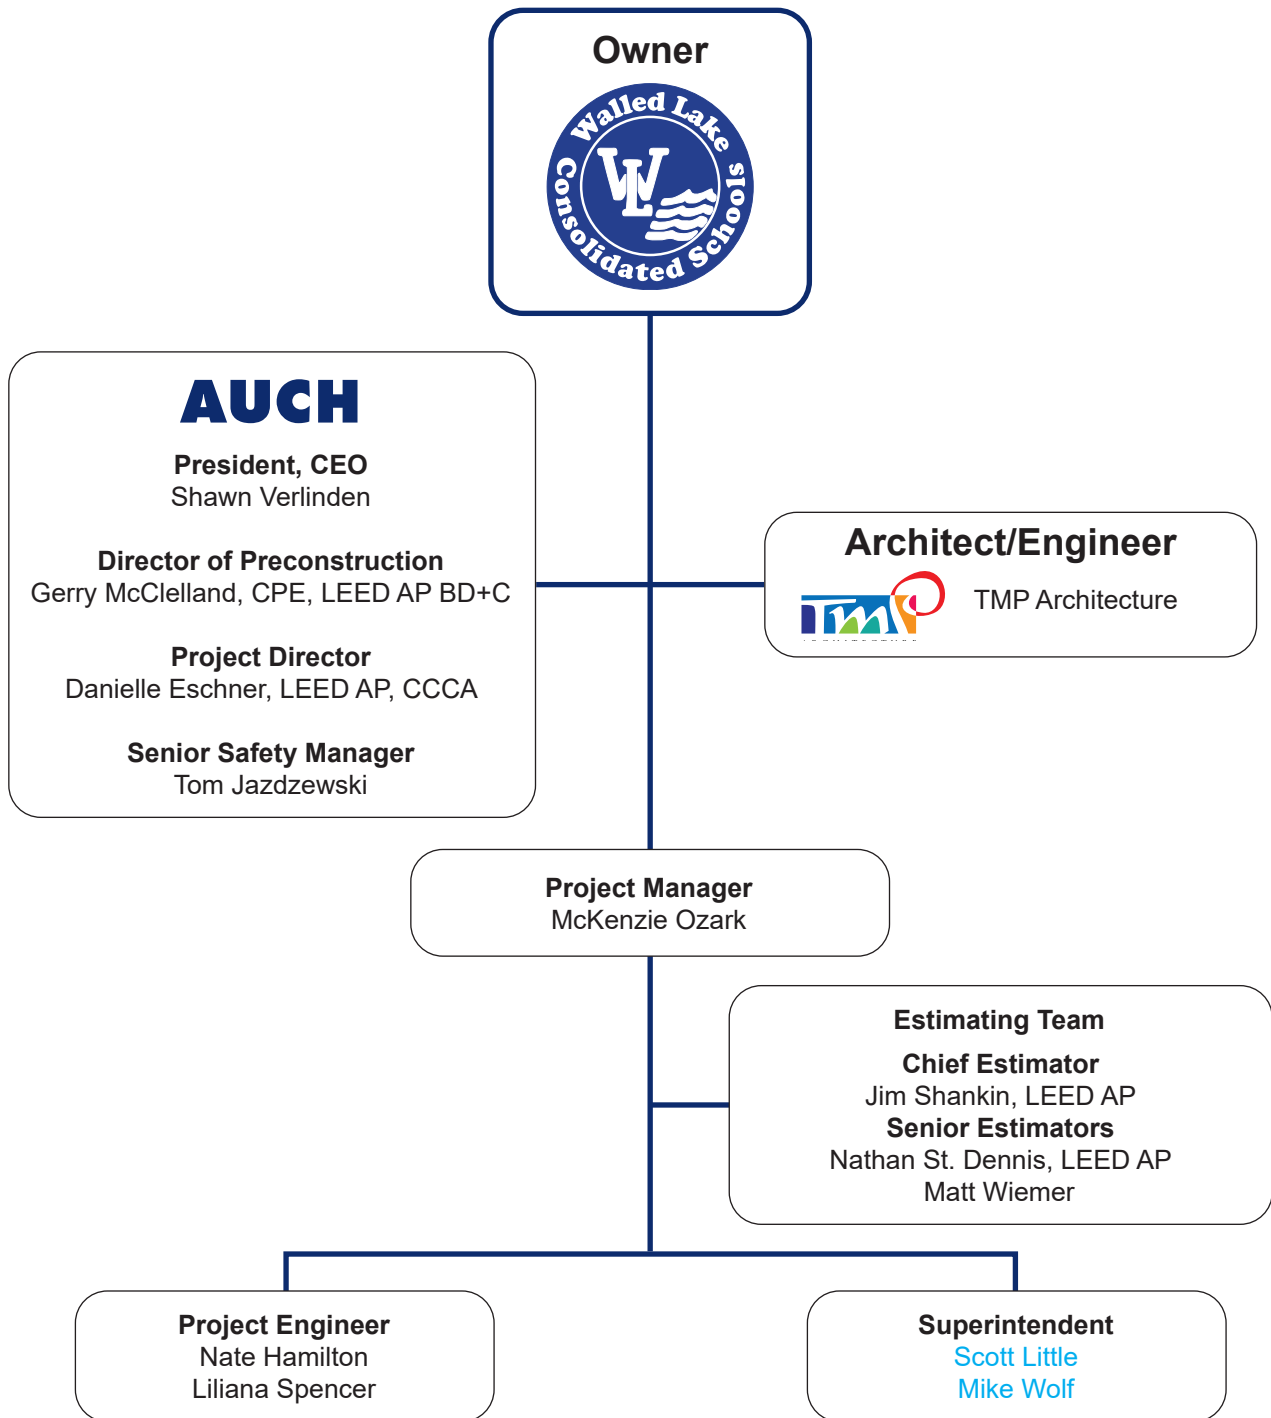 Owner
Walled Lake
Consolidated Schools
WL
AUCH
President, CEO
Shawn Verlinden
Director of Preconstruction
Gerry McClelland, CPE, LEED AP BD+C
Project Director
Danielle Eschner, LEED AP, CCCA
Senior Safety Manager
Tom Jazdzewski
Architect/Engineer
TmP
TMP Architecture
Project Manager
McKenzie Ozark
Estimating Team
Chief Estimator
Jim Shankin, LEED AP
Senior Estimators
Nathan St. Dennis, LEED AP
Matt Wiemer
Project Engineer
Nate Hamilton
Liliana Spencer
Superintendent
Scott Little
Mike Wolf